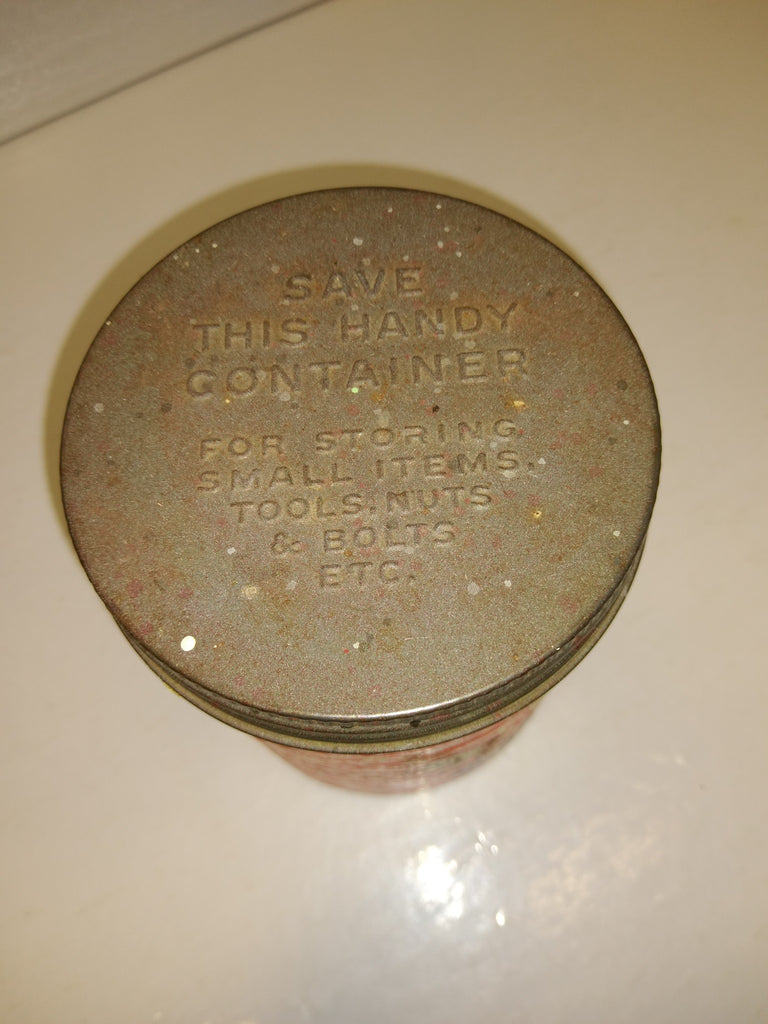 SAVE
THIS HANDY
CONTAINER
FOR STORING
SMALL ITEMS,
TOOLS, NUTS
& BOLTS
ETC.